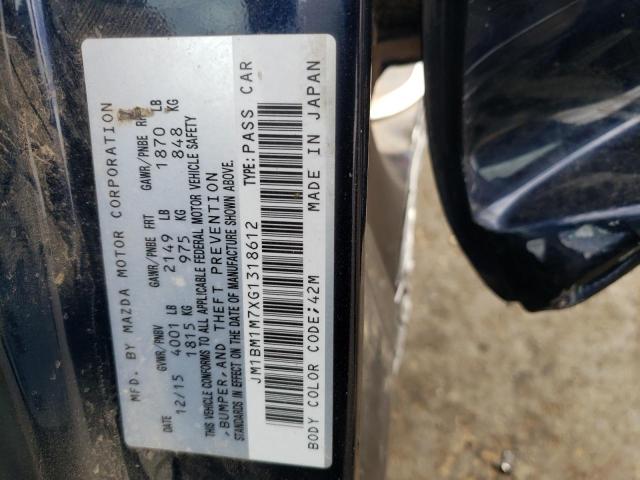 MFD. BY MAZDA MOTOR CORPORATION
GVWR/PNBV GAWR/PNBE FRT GAWR/PNBE RR
12/15 4001 LB 2149 LB 1870 LB
1815 KG 975 KG 848 KG
THIS VEHICLE CONFORMS TO ALL APPLICABLE FEDERAL MOTOR VEHICLE SAFETY
,BUMPER,AND THEFT PREVENTION
STANDARDS IN EFFECT ON THE DATE OF MANUFACTURE SHOWN ABOVE.
JM1BM1M7XG1318612 TYPE: PASS CAR
BODY COLOR CODE:42M MADE IN JAPAN